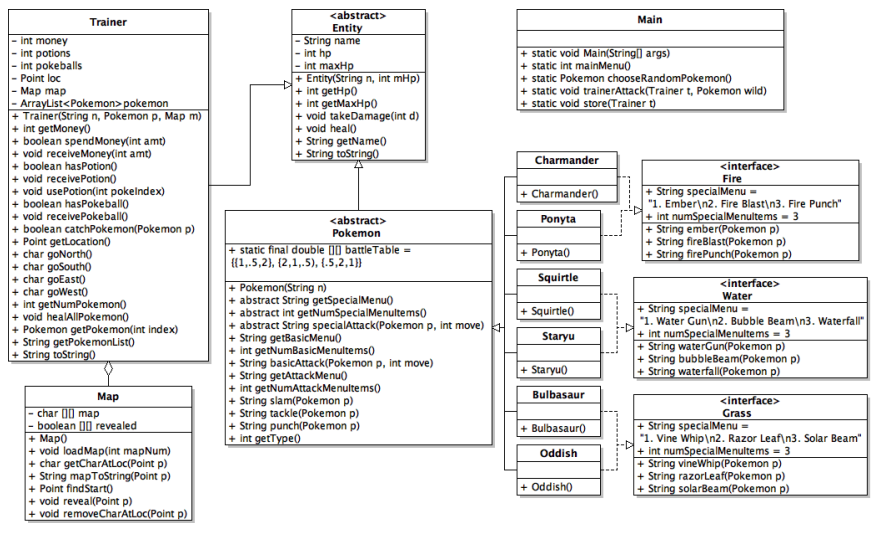 Trainer
- int money
- int potions
- int pokeballs
- Point loc
- Map map
- ArrayList<Pokemon>pokemon
+ Trainer(String n, Pokemon p, Map m)
+ int getMoney()
+ boolean spendMoney(int amt)
+ void receiveMoney(int amt)
+ boolean hasPotion()
+ void receivePotion()
+ void usePotion(int pokeIndex)
+ boolean hasPokeball()
+ void receivePokeball()
+ boolean catchPokemon(Pokemon p)
+ Point getLocation()
+ char goNorth()
+ char goSouth()
+ char goEast()
+ char goWest()
+ int getNumPokemon()
+ void healAllPokemon()
+ Pokemon getPokemon(int index)
+ String getPokemonList()
+ String toString()
Map
- char [][] map
- boolean [][] revealed
+ Map()
+ void loadMap(int mapNum)
+ char getCharAtLoc(Point p)
+ String mapToString(Point p)
+ Point findStart()
+ void reveal(Point p)
+ void removeCharAtLoc(Point p)
<abstract>
Entity
- String name
- int hp
- int maxHp
+ Entity(String n, int mHp)
+ int getHp()
+ int getMaxHp()
+ void takeDamage(int d)
+ void heal()
+ String getName()
+ String toString()
<abstract>
Pokemon
+ static final double [][] battleTable =
{{1,.5,2}, {2,1,.5}, {.5,2,1}}
+ Pokemon(String n)
+ abstract String getSpecialMenu()
+ abstract int getNumSpecialMenuItems()
+ abstract String specialAttack(Pokemon p, int move)
+ String getBasicMenu()
+ int getNumBasicMenuItems()
+ String basicAttack(Pokemon p, int move)
+ String getAttackMenu()
+ int getNumAttackMenuItems()
+ String slam(Pokemon p)
+ String tackle(Pokemon p)
+ String punch(Pokemon p)
+ int getType()
Main
+ static void Main(String[] args)
+ static int mainMenu()
+ static Pokemon chooseRandomPokemon()
+ static void trainerAttack(Trainer t, Pokemon wild)
+ static void store(Trainer t)
Charmander
+ Charmander()
Ponyta
+ Ponyta()
Squirtle
+ Squirtle()
Staryu
+ Staryu()
Bulbasaur
+ Bulbasaur()
Oddish
+ Oddish()
<interface>
Fire
+ String specialMenu =
"1. Ember\n2. Fire Blast\n3. Fire Punch"
+ int numSpecialMenuItems = 3
+ String ember(Pokemon p)
+ String fireBlast(Pokemon p)
+ String firePunch(Pokemon p)
<interface>
Water
+ String specialMenu =
"1. Water Gun\n2. Bubble Beam\n3. Waterfall"
+ int numSpecialMenuItems = 3
+ String waterGun(Pokemon p)
+ String bubbleBeam(Pokemon p)
+ String waterfall(Pokemon p)
<interface>
Grass
+ String specialMenu =
"1. Vine Whip\n2. Razor Leaf\n3. Solar Beam"
+ int numSpecialMenuItems = 3
+ String vineWhip(Pokemon p)
+ String razorLeaf(Pokemon p)
+ String solarBeam(Pokemon p)